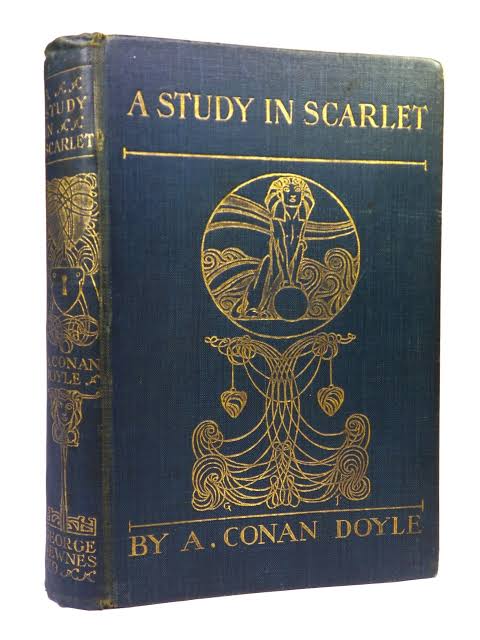 A STUDY IN SCARLET
BY A. CONAN DOYLE
A
STUDY
IN
SCARLET
I
A. CONAN
DOYLE
GEORGE
NEWNES